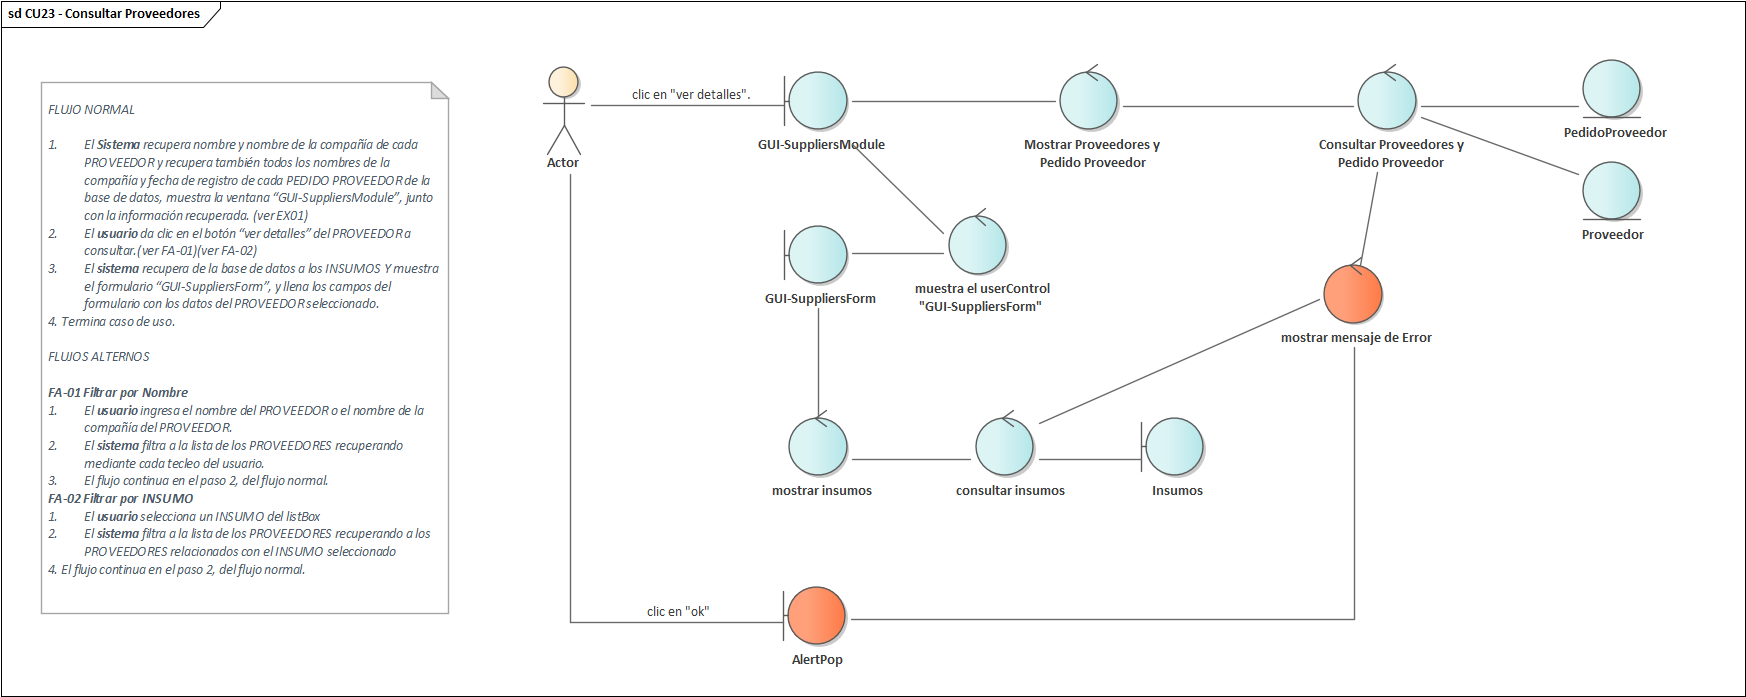 sd CU23 - Consultar Proveedores
FLUJO NORMAL
1. El Sistema recupera nombre y nombre de la compañía de cada
PROVEEDOR y recupera también todos los nombres de la
compañía y fecha de registro de cada PEDIDO PROVEEDOR de la
base de datos, muestra la ventana “GUI-SuppliersModule”, junto
con la información recuperada. (ver EX01)
2. El usuario da clic en el botón “ver detalles” del PROVEEDOR a
consultar.(ver FA-01)(ver FA-02)
3. El sistema recupera de la base de datos a los INSUMOS Y muestra
el formulario “GUI-SuppliersForm”, y llena los campos del
formulario con los datos del PROVEEDOR seleccionado.
4. Termina caso de uso.
FLUJOS ALTERNOS
FA-01 Filtrar por Nombre
1. El usuario ingresa el nombre del PROVEEDOR o el nombre de la
compañía del PROVEEDOR.
2. El sistema filtra a la lista de los PROVEEDORES recuperando
mediante cada tecleo del usuario.
3. El flujo continua en el paso 2, del flujo normal.
FA-02 Filtrar por INSUMO
1. El usuario selecciona un INSUMO del listBox
2. El sistema filtra a la lista de los PROVEEDORES recuperando a los
PROVEEDORES relacionados con el INSUMO seleccionado
4. El flujo continua en el paso 2, del flujo normal.
Actor
clic en "ver detalles".
GUI-SuppliersModule
Mostrar Proveedores y
Pedido Proveedor
Consultar Proveedores y
Pedido Proveedor
PedidoProveedor
Proveedor
GUI-SuppliersForm
muestra el userControl
"GUI-SuppliersForm"
mostrar mensaje de Error
mostrar insumos
consultar insumos
Insumos
clic en "ok"
AlertPop